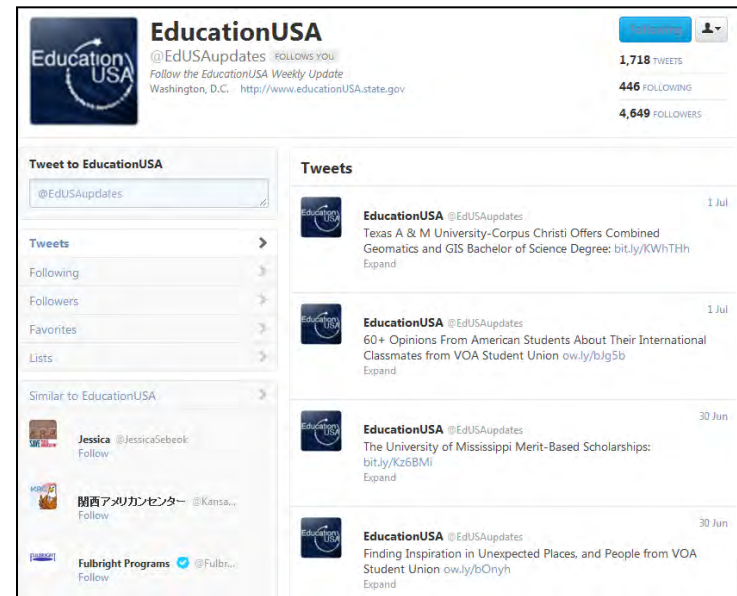 Education USA
EducationUSA
@EdUSAupdates FOLLOWS YOU
Follow the EducationUSA Weekly Update
Washington, D.C. http://www.educationUSA.state.gov
Following
1,718 TWEETS
446 FOLLOWING
4,649 FOLLOWERS
Tweet to EducationUSA
@EdUSAupdates
Tweets
Following
Followers
Favorites
Lists
Similar to EducationUSA
Jessica @JessicaSebeok
Follow
関西アメリカンセンター @Kansa...
Follow
FULBRIGHT
Fulbright Programs @Fulbr...
Follow
Tweets
1 Jul
EducationUSA @EdUSAupdates
Texas A & M University-Corpus Christi Offers Combined
Geomatics and GIS Bachelor of Science Degree: bit.ly/KWhTHh
Expand
1 Jul
EducationUSA @EdUSAupdates
60+ Opinions From American Students About Their International
Classmates from VOA Student Union ow.ly/bJg5b
Expand
30 Jun
EducationUSA @EdUSAupdates
The University of Mississippi Merit-Based Scholarships:
bit.ly/Kz6BMi
Expand
30 Jun
EducationUSA @EdUSAupdates
Finding Inspiration in Unexpected Places, and People from VOA
Student Union ow.ly/bOnyh
Expand